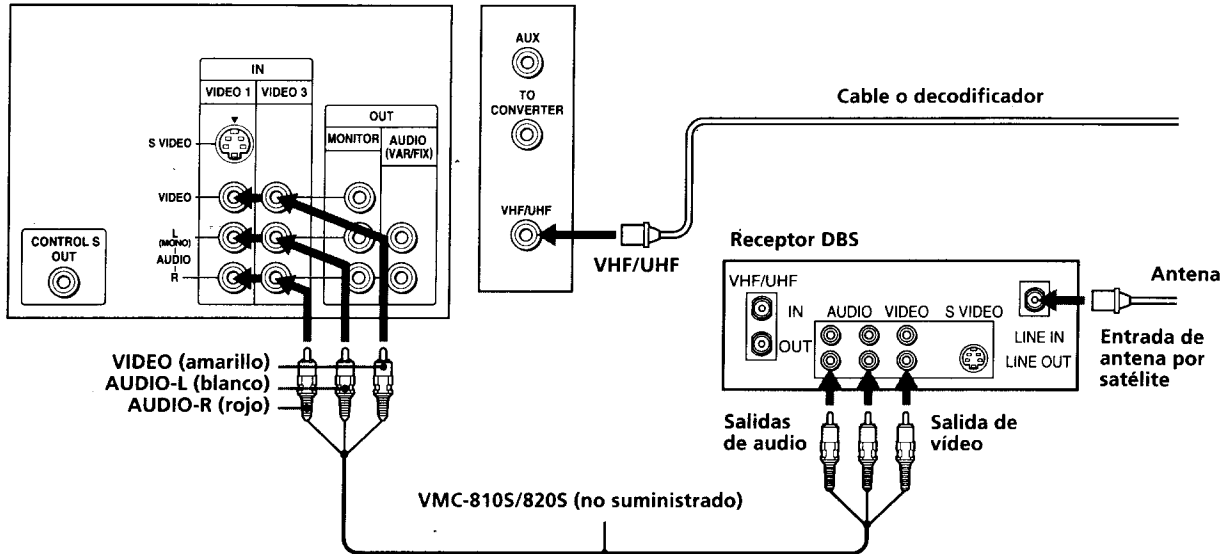 IN
VIDEO 1 VIDEO 3
S VIDEO
VIDEO
L
(MONO)
AUDIO
R
OUT
MONITOR
AUDIO
(VAR/FIX)
CONTROL S
OUT
AUX
TO
CONVERTER
VHF/UHF
VHF/UHF
Cable o decodificador
Receptor DBS
VHF/UHF
IN
OUT
AUDIO VIDEO S VIDEO
LINE IN
LINE OUT
Antena
Entrada de
antena por
satélite
VIDEO (amarillo)
AUDIO-L (blanco)
AUDIO-R (rojo)
Salidas
de audio
Salida de
vídeo
VMC-810S/820S (no suministrado)